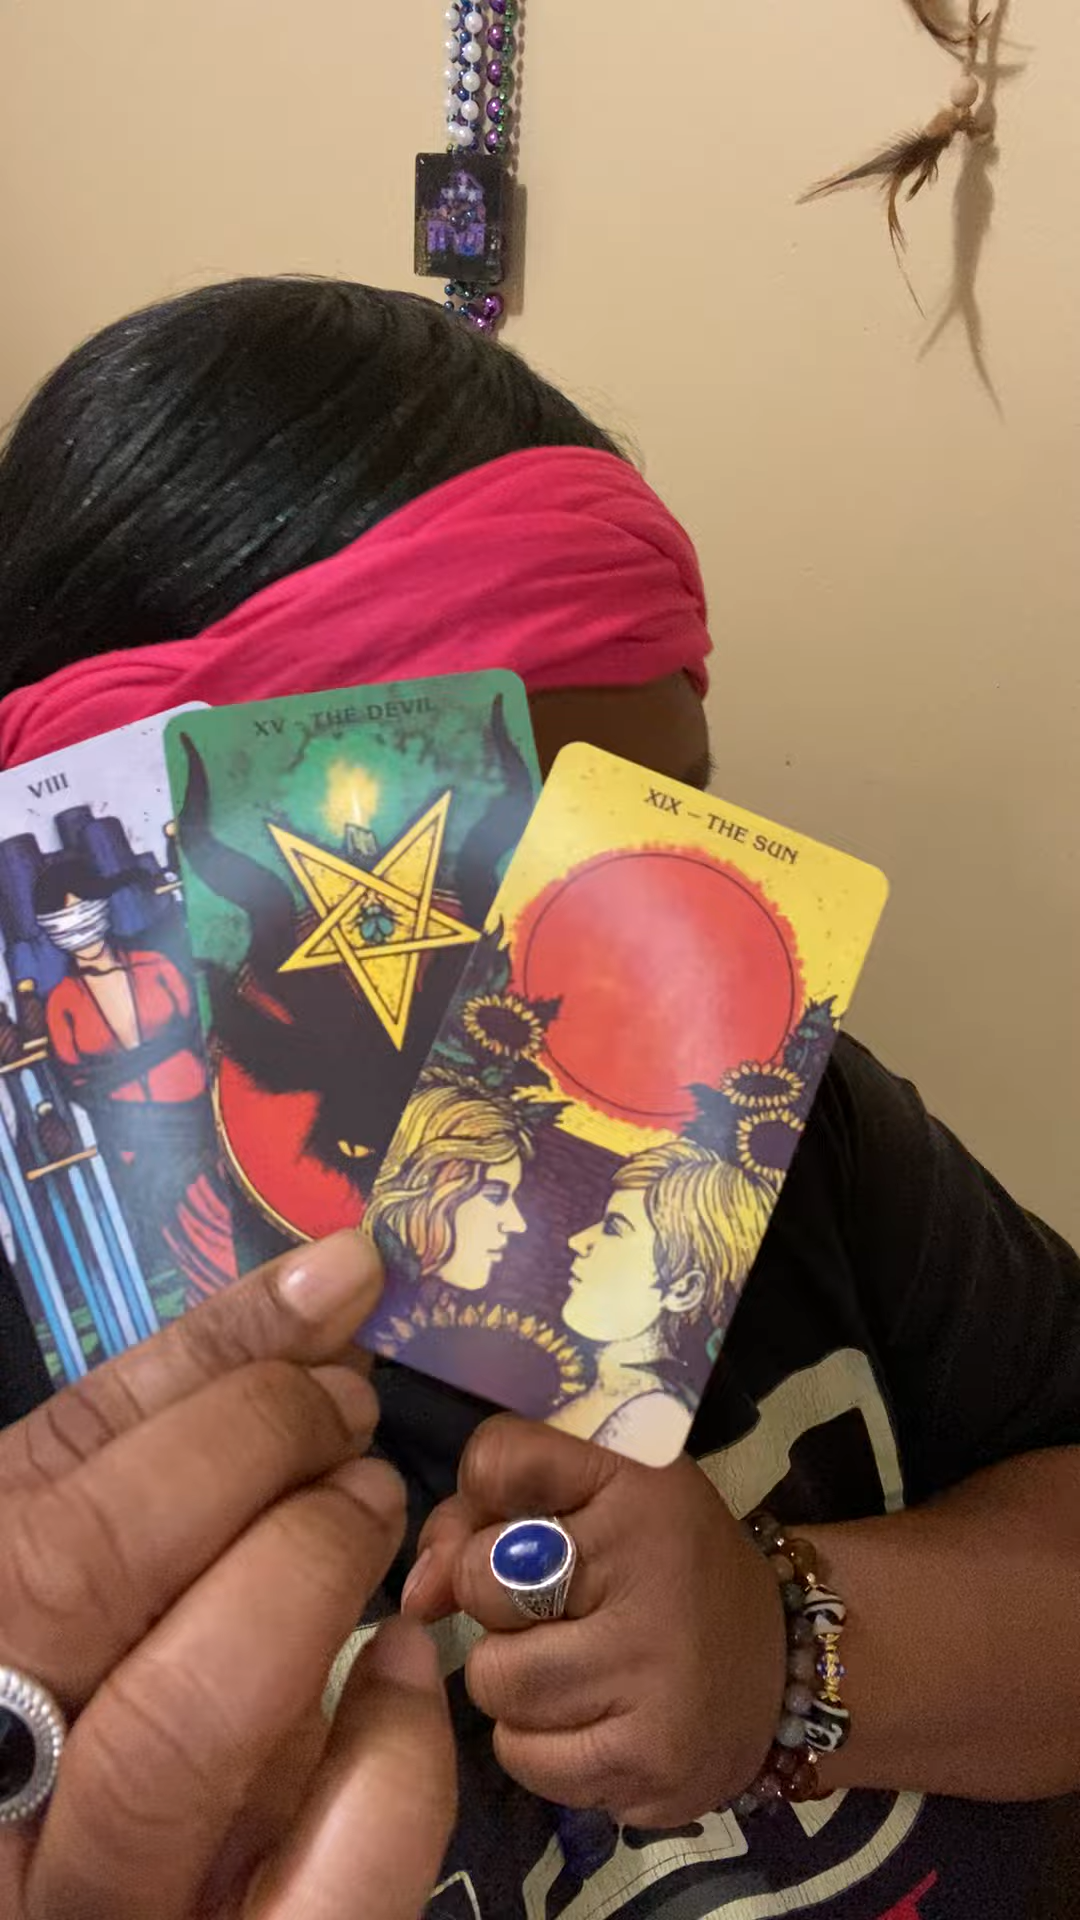 VIII
XV - THE DEVIL
XIX – THE SUN